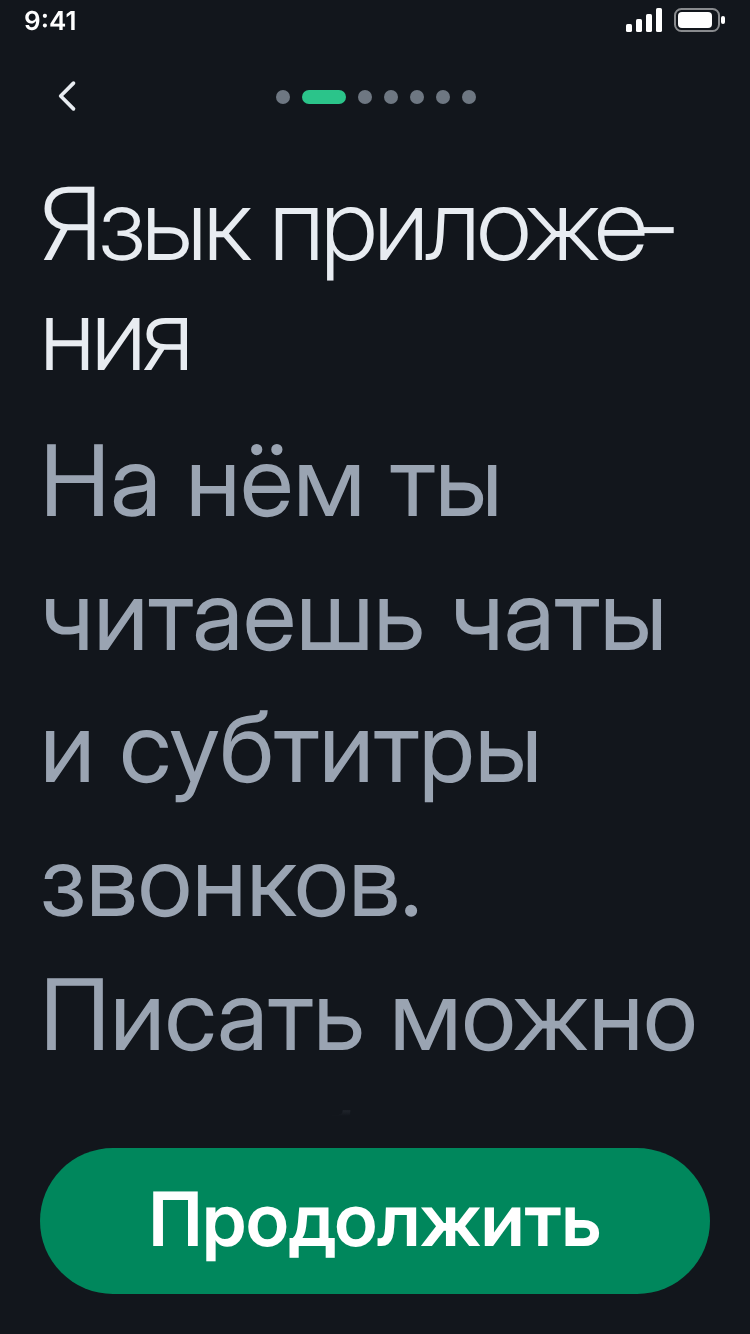 9:41
Язык приложе-
ния
На нём ты
читаешь чаты
и субтитры
звонков.
Писать можно
Продолжить